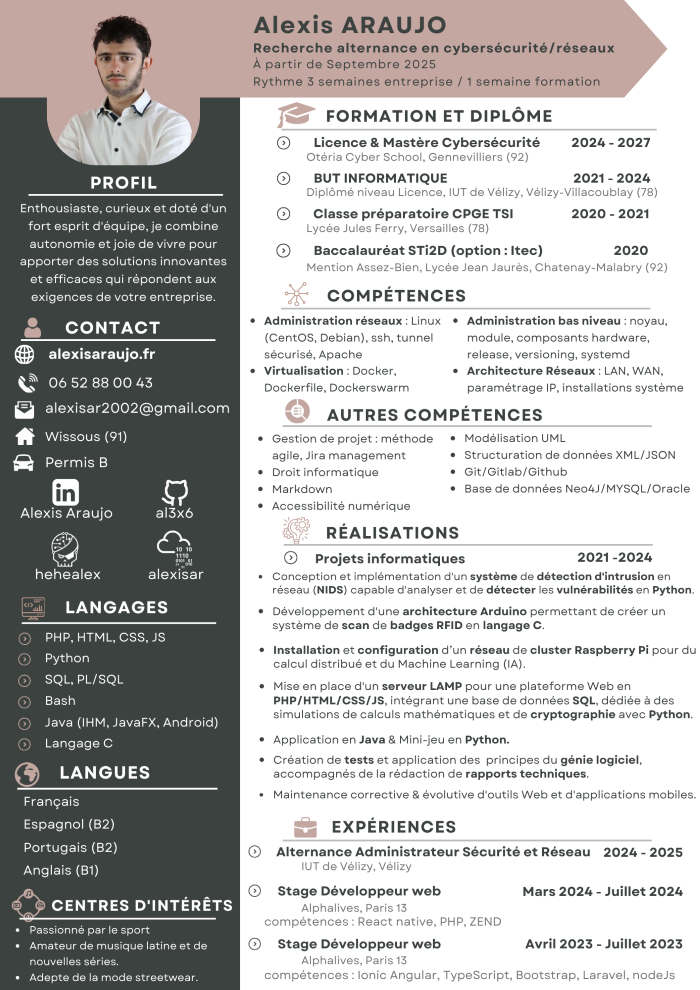 Alexis ARAUJO
Recherche alternance en cybersécurité/réseaux
À partir de Septembre 2025
Rythme 3 semaines entreprise / 1 semaine formation
PROFIL
Enthousiaste, curieux et doté d'un
fort esprit d'équipe, je combine
autonomie et joie de vivre pour
apporter des solutions innovantes
et efficaces qui répondent aux
exigences de votre entreprise.
CONTACT
alexisaraujo.fr
06 52 88 00 43
alexisar2002@gmail.com
Wissous (91)
Permis B
Alexis Araujo
al3x6
hehealex
alexisar
LANGAGES
PHP, HTML, CSS, JS
Python
SQL, PL/SQL
Bash
Java (IHM, JavaFX, Android)
Langage C
LANGUES
Français
Espagnol (B2)
Portugais (B2)
Anglais (B1)
CENTRES D'INTÉRÊTS
• Passionné par le sport
• Amateur de musique latine et de
nouvelles séries.
• Adepte de la mode streetwear.
FORMATION ET DIPLÔME
Licence & Mastère Cybersécurité 2024 - 2027
Otéria Cyber School, Gennevilliers (92)
BUT INFORMATIQUE 2021 - 2024
Diplômé niveau Licence, IUT de Vélizy, Vélizy-Villacoublay (78)
Classe préparatoire CPGE TSI 2020 - 2021
Lycée Jules Ferry, Versailles (78)
Baccalauréat STi2D (option : Itec) 2020
Mention Assez-Bien, Lycée Jean Jaurès, Chatenay-Malabry (92)
COMPÉTENCES
• Administration réseaux : Linux
(CentOS, Debian), ssh, tunnel
sécurisé, Apache
• Virtualisation : Docker,
Dockerfile, Dockerswarm
• Administration bas niveau : noyau,
module, composants hardware,
release, versioning, systemd
• Architecture Réseaux : LAN, WAN,
paramétrage IP, installations système
AUTRES COMPÉTENCES
• Gestion de projet : méthode
agile, Jira management
• Droit informatique
• Markdown
• Accessibilité numérique
• Modélisation UML
• Structuration de données XML/JSON
• Git/Gitlab/Github
• Base de données Neo4J/MYSQL/Oracle
RÉALISATIONS
Projets informatiques 2021 -2024
• Conception et implémentation d'un système de détection d'intrusion en
réseau (NIDS) capable d'analyser et de détecter les vulnérabilités en Python.
• Développement d'une architecture Arduino permettant de créer un
système de scan de badges RFID en langage C.
• Installation et configuration d'un réseau de cluster Raspberry Pi pour du
calcul distribué et du Machine Learning (IA).
• Mise en place d'un serveur LAMP pour une plateforme Web en
PHP/HTML/CSS/JS, intégrant une base de données SQL, dédiée à des
simulations de calculs mathématiques et de cryptographie avec Python.
• Application en Java & Mini-jeu en Python.
• Création de tests et application des principes du génie logiciel,
accompagnés de la rédaction de rapports techniques.
• Maintenance corrective & évolutive d'outils Web et d'applications mobiles.
EXPÉRIENCES
Alternance Administrateur Sécurité et Réseau 2024 - 2025
IUT de Vélizy, Vélizy
Stage Développeur web Mars 2024 - Juillet 2024
Alphalives, Paris 13
compétences : React native, PHP, ZEND
Stage Développeur web Avril 2023 - Juillet 2023
Alphalives, Paris 13
compétences : Ionic Angular, TypeScript, Bootstrap, Laravel, nodeJs